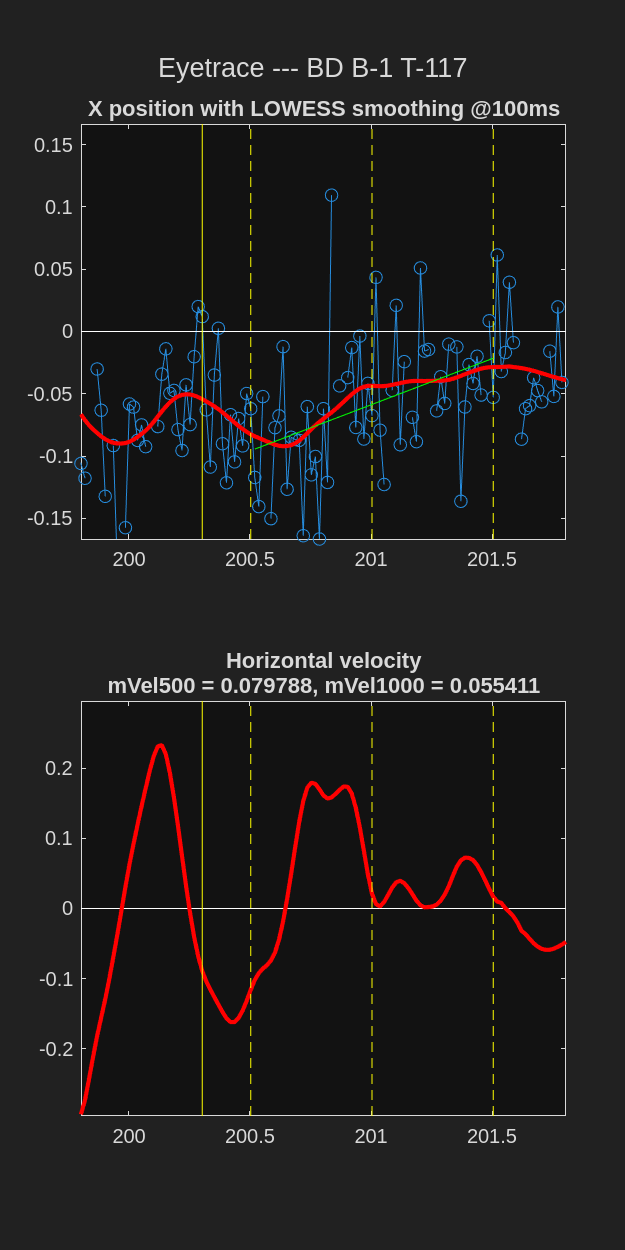 Eyetrace --- BD B-1 T-117
X position with LOWESS smoothing @100ms
0.15
0.1
0.05
0
-0.05
-0.1
-0.15
200 200.5 201 201.5
Horizontal velocity
mVel500 = 0.079788, mVel1000 = 0.055411
0.2
0.1
0
-0.1
-0.2
200 200.5 201 201.5